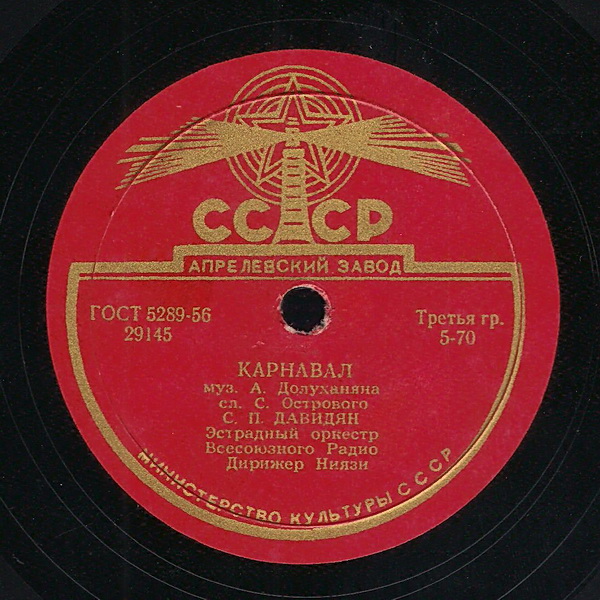 СССР
АПРЕЛЕВСКИЙ ЗАВОД
ГОСТ 5289-56
29145
Третья гр.
5-70
КАРНАВАЛ
муз. А. Долуханяна
сл. С. Острового
С. П. ДАВИДЯН
Эстрадный оркестр
Всесоюзного Радио
Дирижер Ниязи
МИНИСТЕРСТВО КУЛЬТУРЫ СССР